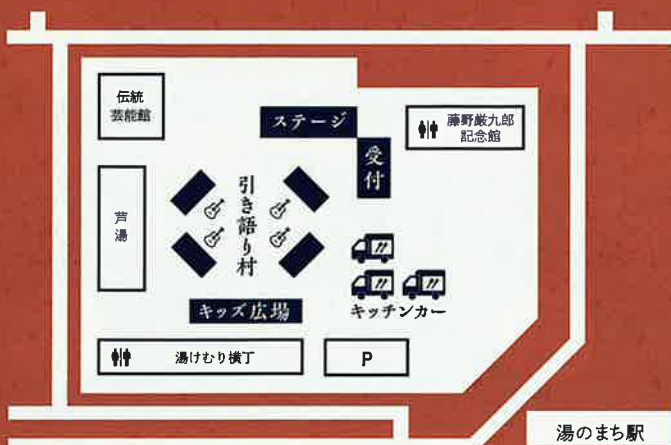 伝統
芸能館
ステージ
藤野厳九郎
記念館
受付
芦湯
引き語り村
キッズ広場
キッチンカー
湯けむり横丁
P
湯のまち駅